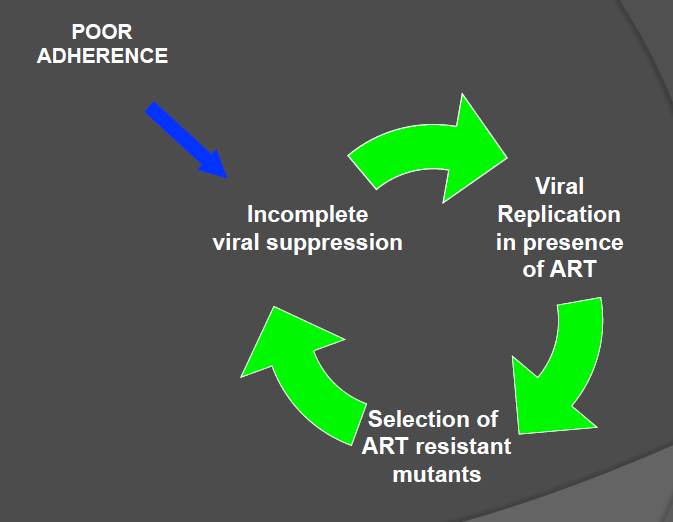 POOR
ADHERENCE
Incomplete
viral suppression
Viral
Replication
in presence
of ART
Selection of
ART resistant
mutants